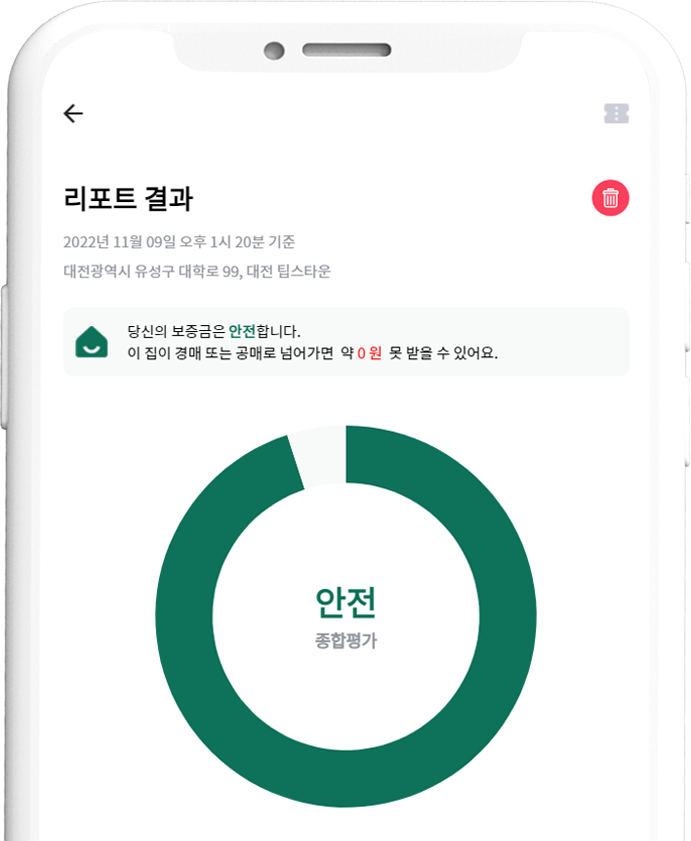 리포트 결과
2022년 11월 09일 오후 1시 20분 기준
대전광역시 유성구 대학로 99, 대전 팁스타운
당신의 보증금은 안전합니다.
이 집이 경매 또는 공매로 넘어가면 약 0 원 못 받을 수 있어요.
안전
종합평가